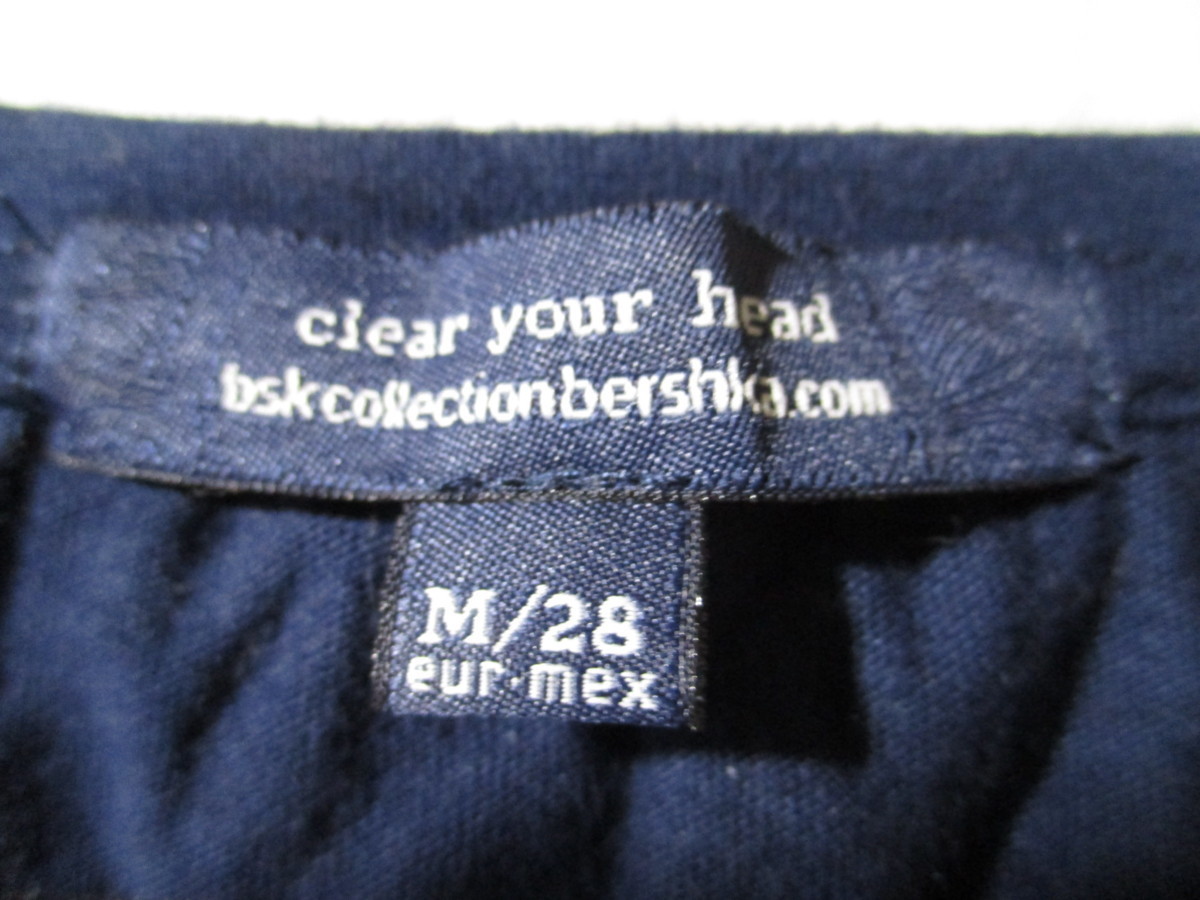 clear your head
bskcollectionbershka.com
M/28
eur·mex